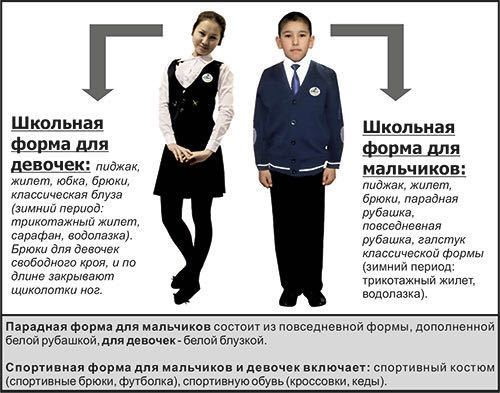 Школьная
форма для
девочек: пиджак,
жилет, юбка, брюки,
классическая блуза
(зимний период:
трикотажный жилет,
сарафан, водолазка).
Брюки для девочек
свободного кроя, и по
длине закрывают
щиколотки ног.
Школьная
форма для
мальчиков:
пиджак, жилет,
брюки, парадная
рубашка,
повседневная
рубашка, галстук
классической формы
(зимний период:
трикотажный жилет,
водолазка).
Парадная форма для мальчиков состоит из повседневной формы, дополненной
белой рубашкой, для девочек - белой блузкой.
Спортивная форма для мальчиков и девочек включает: спортивный костюм
(спортивные брюки, футболка), спортивную обувь (кроссовки, кеды).